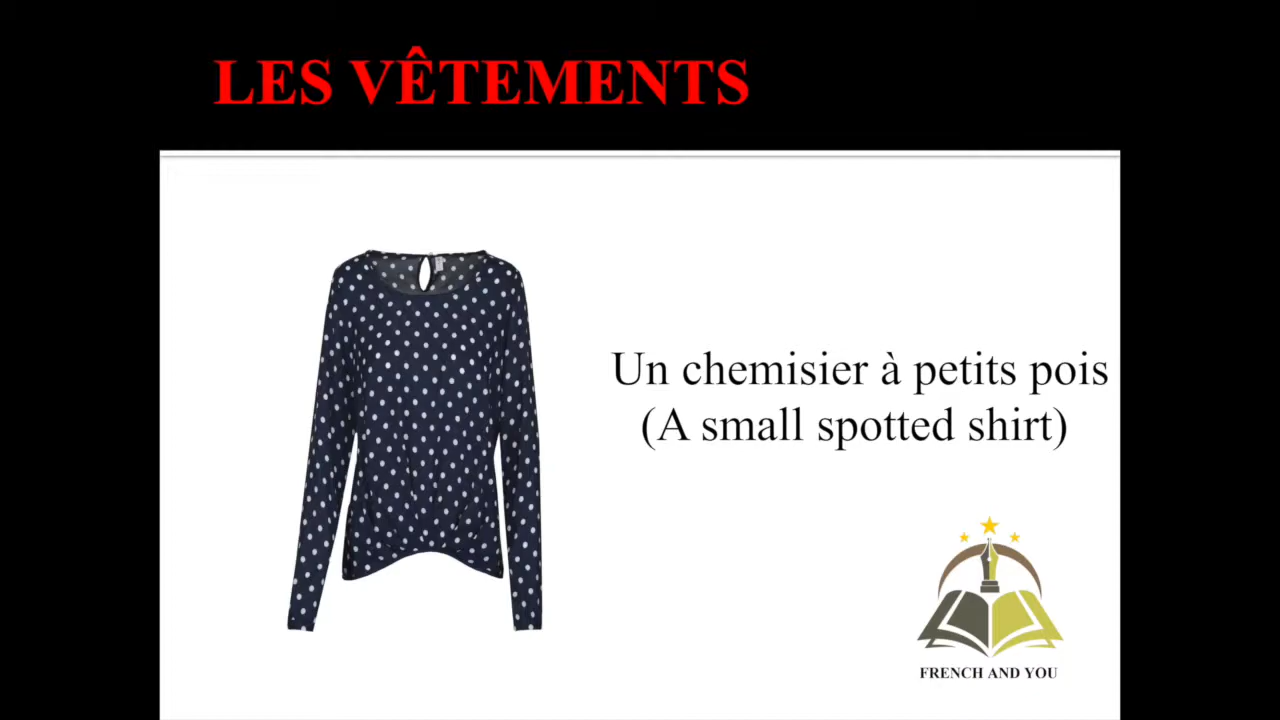 LES VÊTEMENTS
Un chemisier à petits pois
(A small spotted shirt)
FRENCH AND YOU